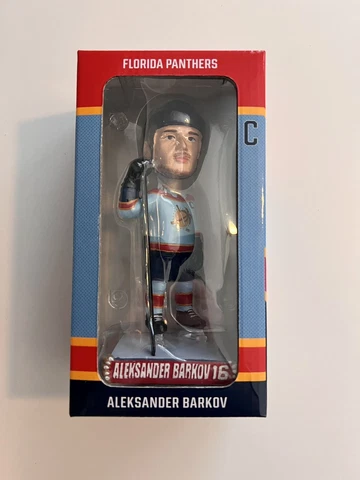 FLORIDA PANTHERS
C
ALEKSANDER BARKOV 16
ALEKSANDER BARKOV